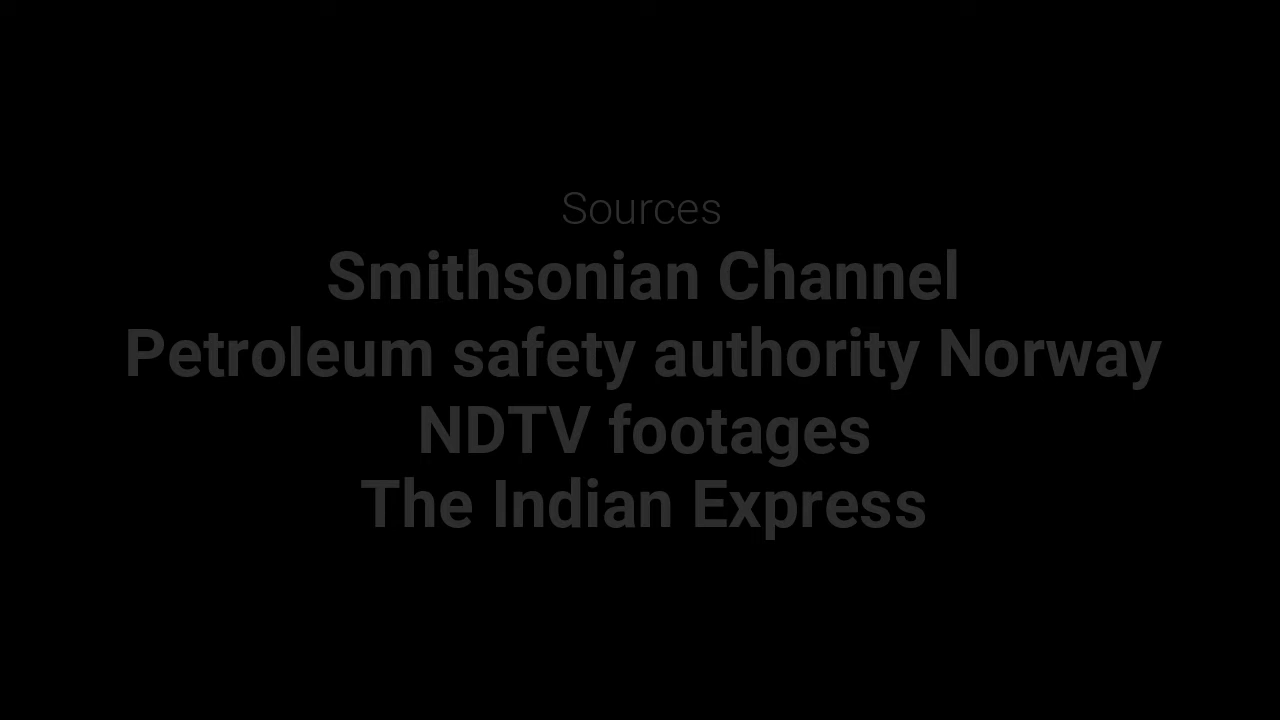 Sources
Smithsonian Channel
Petroleum safety authority Norway
NDTV footages
The Indian Express